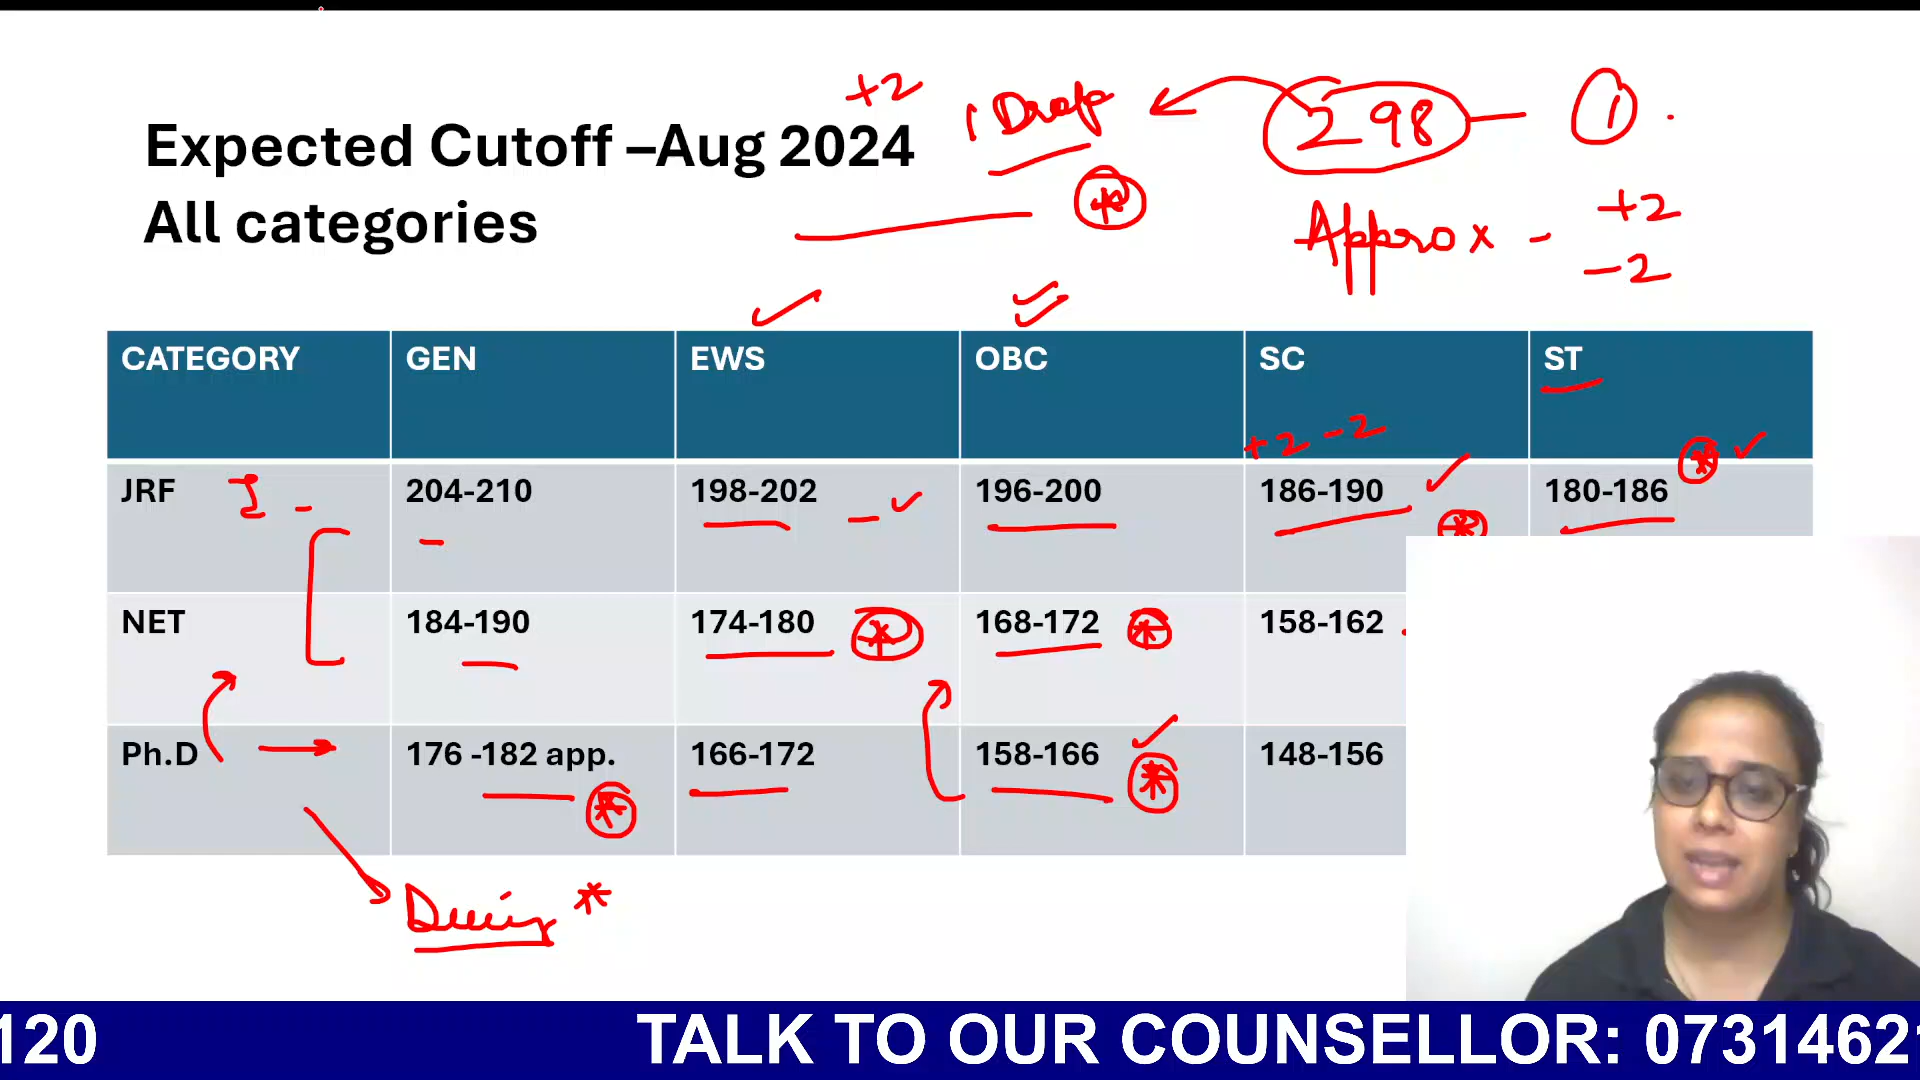 +2
1 Drop
298 - 1.
Expected Cutoff –Aug 2024
All categories
*
Approx - +2
-2
CATEGORY GEN EWS OBC SC ST
+2 -2
*
JRF I - 204-210 198-202 - 196-200 186-190 180-186
*
NET 184-190 174-180 * 168-172 * 158-162
Ph.D 176 -182 app. 166-172 158-166 148-156
* *
*
120 TALK TO OUR COUNSELLOR: 07314621